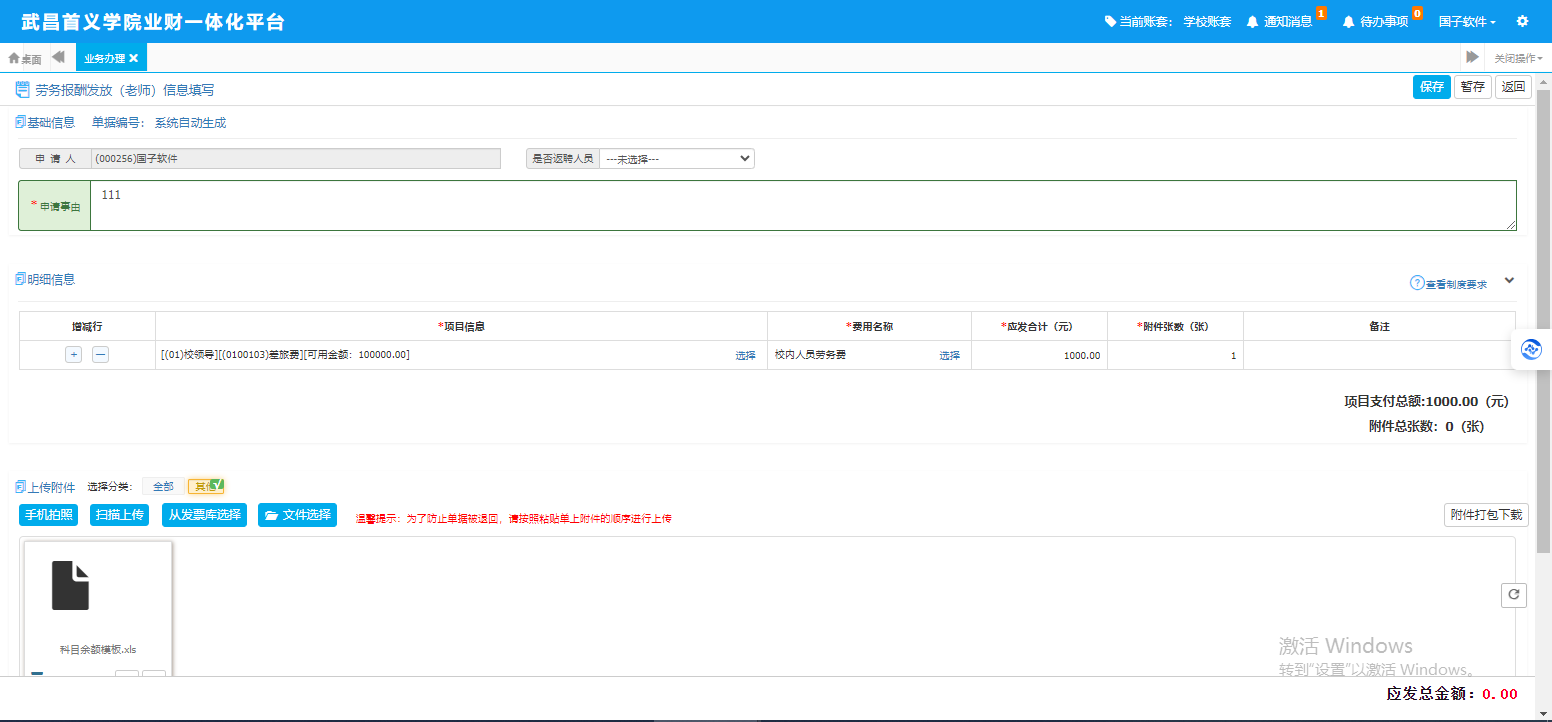 武昌首义学院业财一体化平台
当前账套: 学校账套 通知消息 1 待办事项 0 国子软件
桌面 业务办理 关闭操作
劳务报酬发放（老师）信息填写 保存 暂存 返回
基础信息 单据编号: 系统自动生成
申 请 人 (000256)国子软件 是否返聘人员 ---未选择---
* 申请事由 111
明细信息 ?查看制度要求
增减行 *项目信息 *费用名称 *应发合计（元） *附件张数（张） 备注
+ — [(01)校领导][(0100103)差旅费][可用金额: 100000.00] 选择 校内人员劳务费 选择 1000.00 1
项目支付总额:1000.00（元）
附件总张数: 0（张）
上传附件 选择分类: 全部 其他
手机拍照 扫描上传 从发票库选择 文件选择 温馨提示: 为了防止单据被退回, 请按照粘贴单上附件的顺序进行上传 附件打包下载
科目余额模板.xls
激活 Windows
转到"设置"以激活 Windows。
应发总金额: 0.00